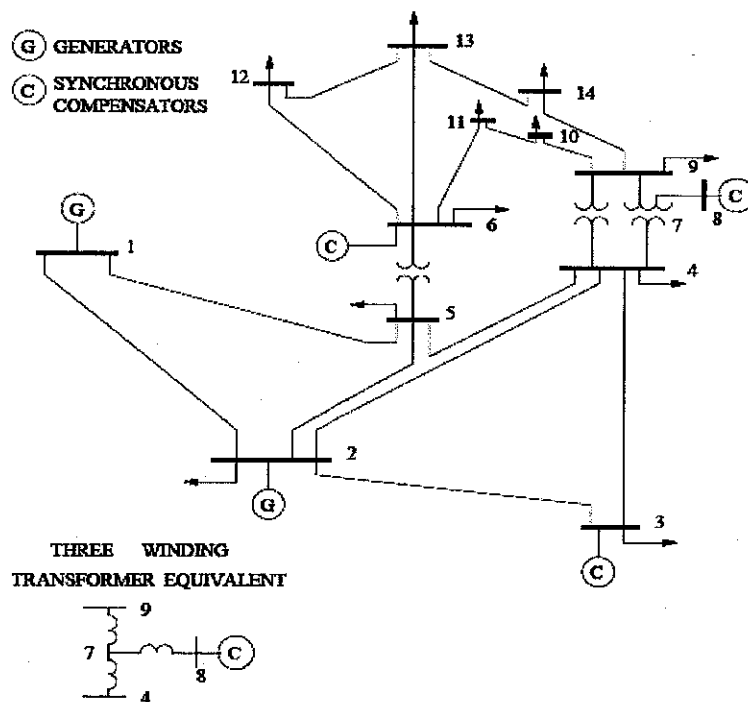 G GENERATORS
C SYNCHRONOUS
COMPENSATORS
13
12
14
11
10
9
C
8
7
G
1
6
C
4
5
2
G
3
C
THREE WINDING
TRANSFORMER EQUIVALENT
9
7
C
8
4